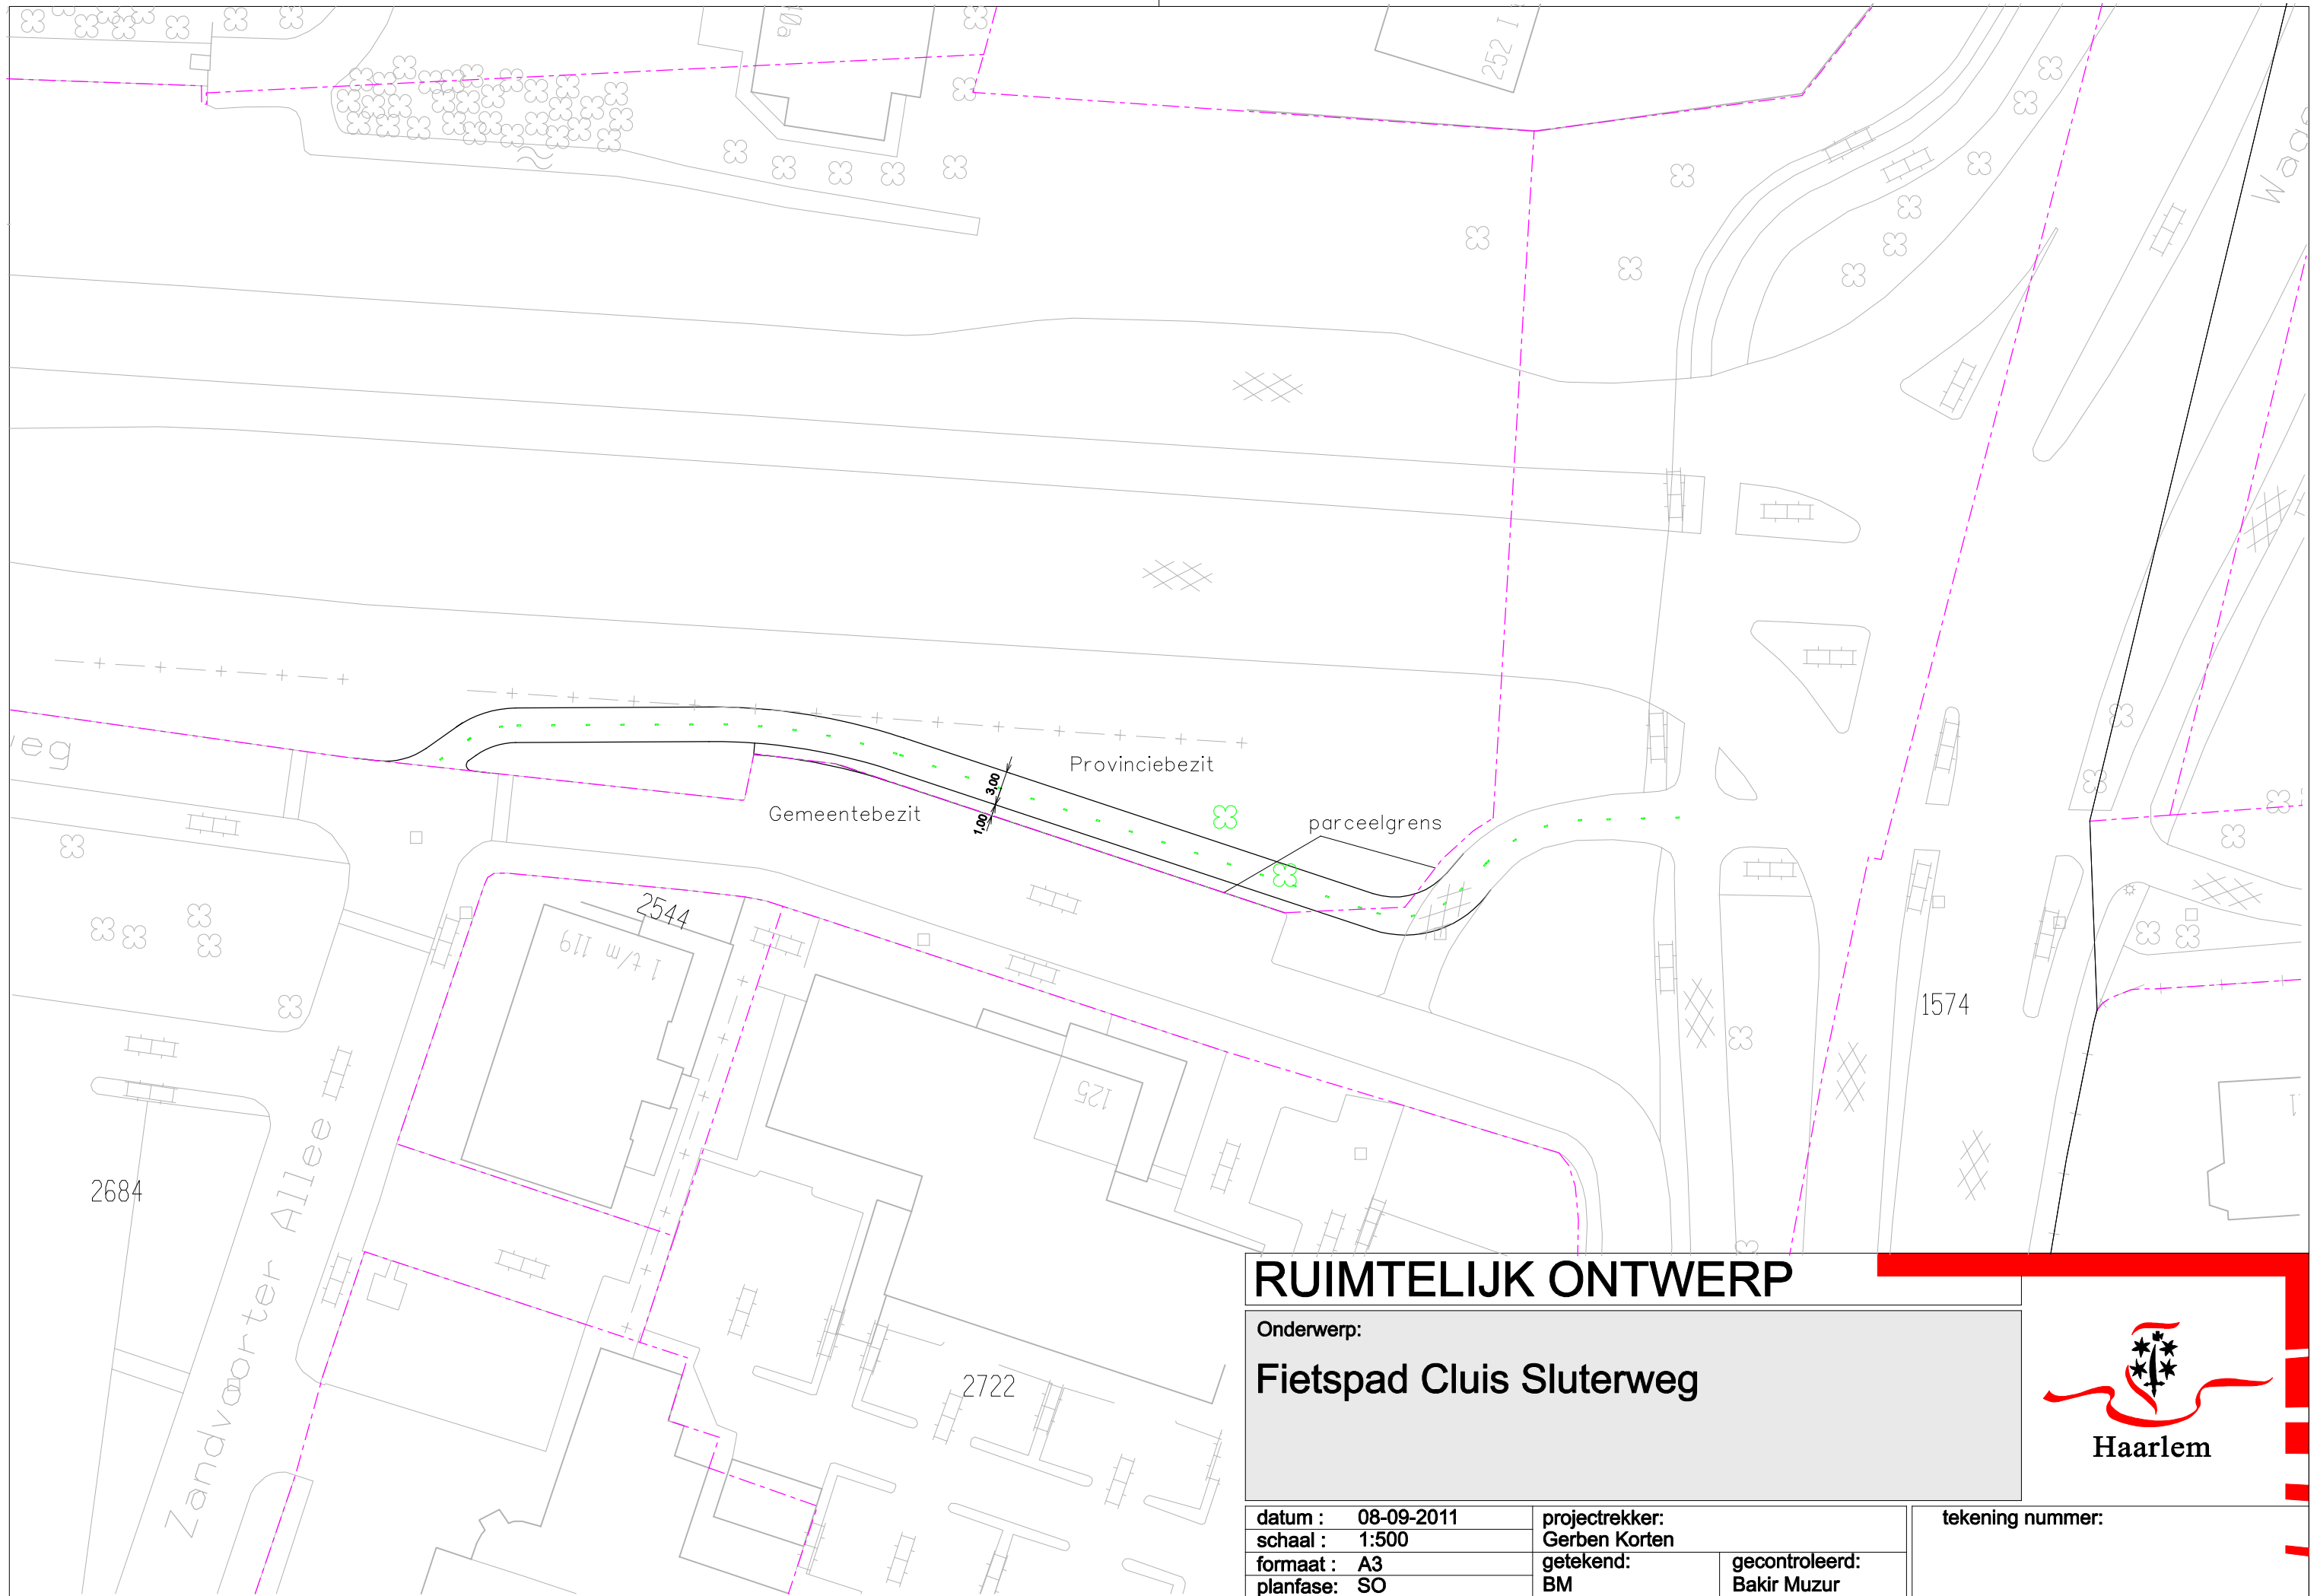 252 I
eg
Provinciebezit
3,00
Gemeentebezit
1,00
parceelgrens
2544
1 t/m 119
1574
125
2684
Zandvoorter Allee
2722
RUIMTELIJK ONTWERP
Onderwerp:
Fietspad Cluis Sluterweg
Haarlem
datum : 08-09-2011
schaal : 1:500
formaat : A3
planfase: SO
projectrekker:
Gerben Korten
getekend:
BM
gecontroleerd:
Bakir Muzur
tekening nummer: